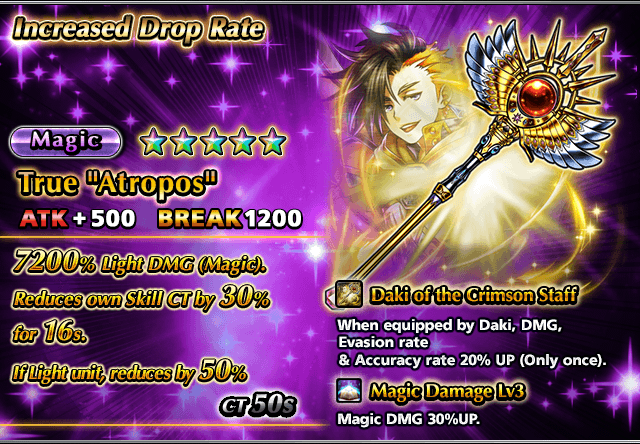 Increased Drop Rate
Magic
True "Atropos"
ATK +500 BREAK 1200
7200% Light DMG (Magic).
Reduces own Skill CT by 30%
for 16s.
If Light unit, reduces by 50%
CT 50s
Daki of the Crimson Staff
When equipped by Daki, DMG,
Evasion rate
& Accuracy rate 20% UP (Only once).
Magic Damage Lv3
Magic DMG 30%UP.